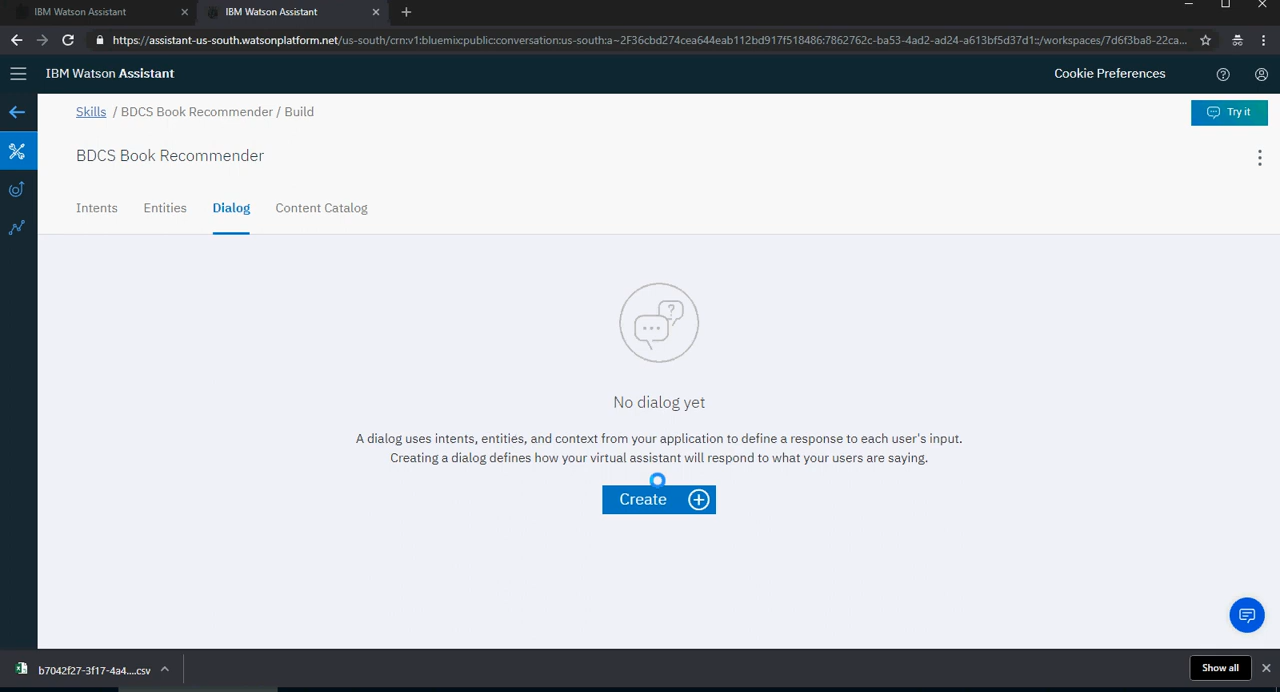 IBM Watson Assistant
IBM Watson Assistant
https://assistant-us-south.watsonplatform.net/us-south/crn:v1:bluemix:public:conversation:us-south:a~2F36cbd274cea644eab112bd917f518486:7862762c-ba53-4ad2-ad24-a613bf5d37d1::/workspaces/7d6f3ba8-22ca...
IBM Watson Assistant
Cookie Preferences
Skills / BDCS Book Recommender / Build
Try it
BDCS Book Recommender
Intents Entities Dialog Content Catalog
?
No dialog yet
A dialog uses intents, entities, and context from your application to define a response to each user's input.
Creating a dialog defines how your virtual assistant will respond to what your users are saying.
Create
b7042f27-3f17-4a4....csv
Show all